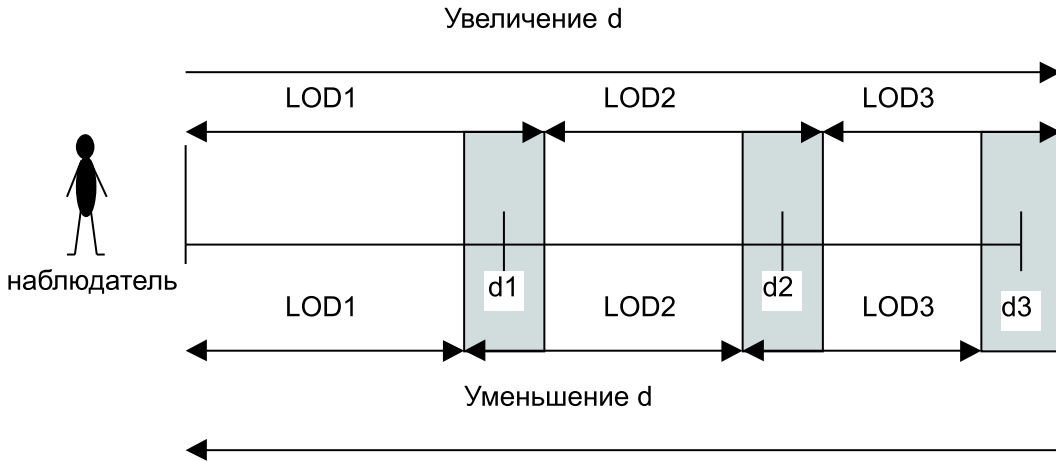 Увеличение d
LOD1 LOD2 LOD3
наблюдатель
d1 d2 d3
LOD1 LOD2 LOD3
Уменьшение d